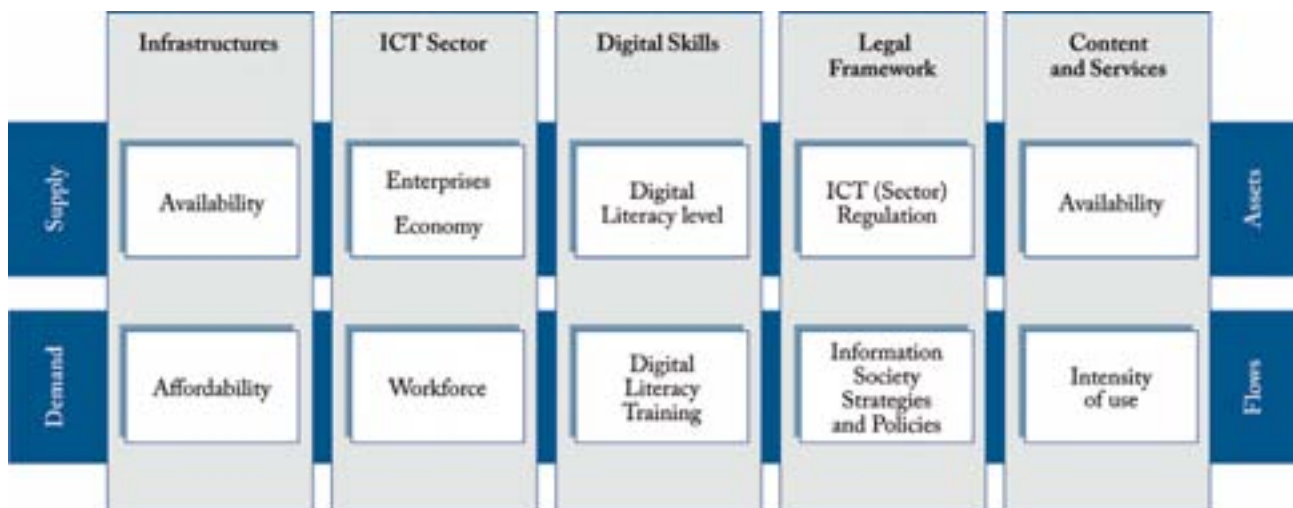 Infrastructures
ICT Sector
Digital Skills
Legal
Framework
Content
and Services
Supply
Availability
Enterprises
Economy
Digital
Literacy level
ICT (Sector)
Regulation
Availability
Assets
Demand
Affordability
Workforce
Digital
Literacy
Training
Information
Society
Strategies
and Policies
Intensity
of use
Flows